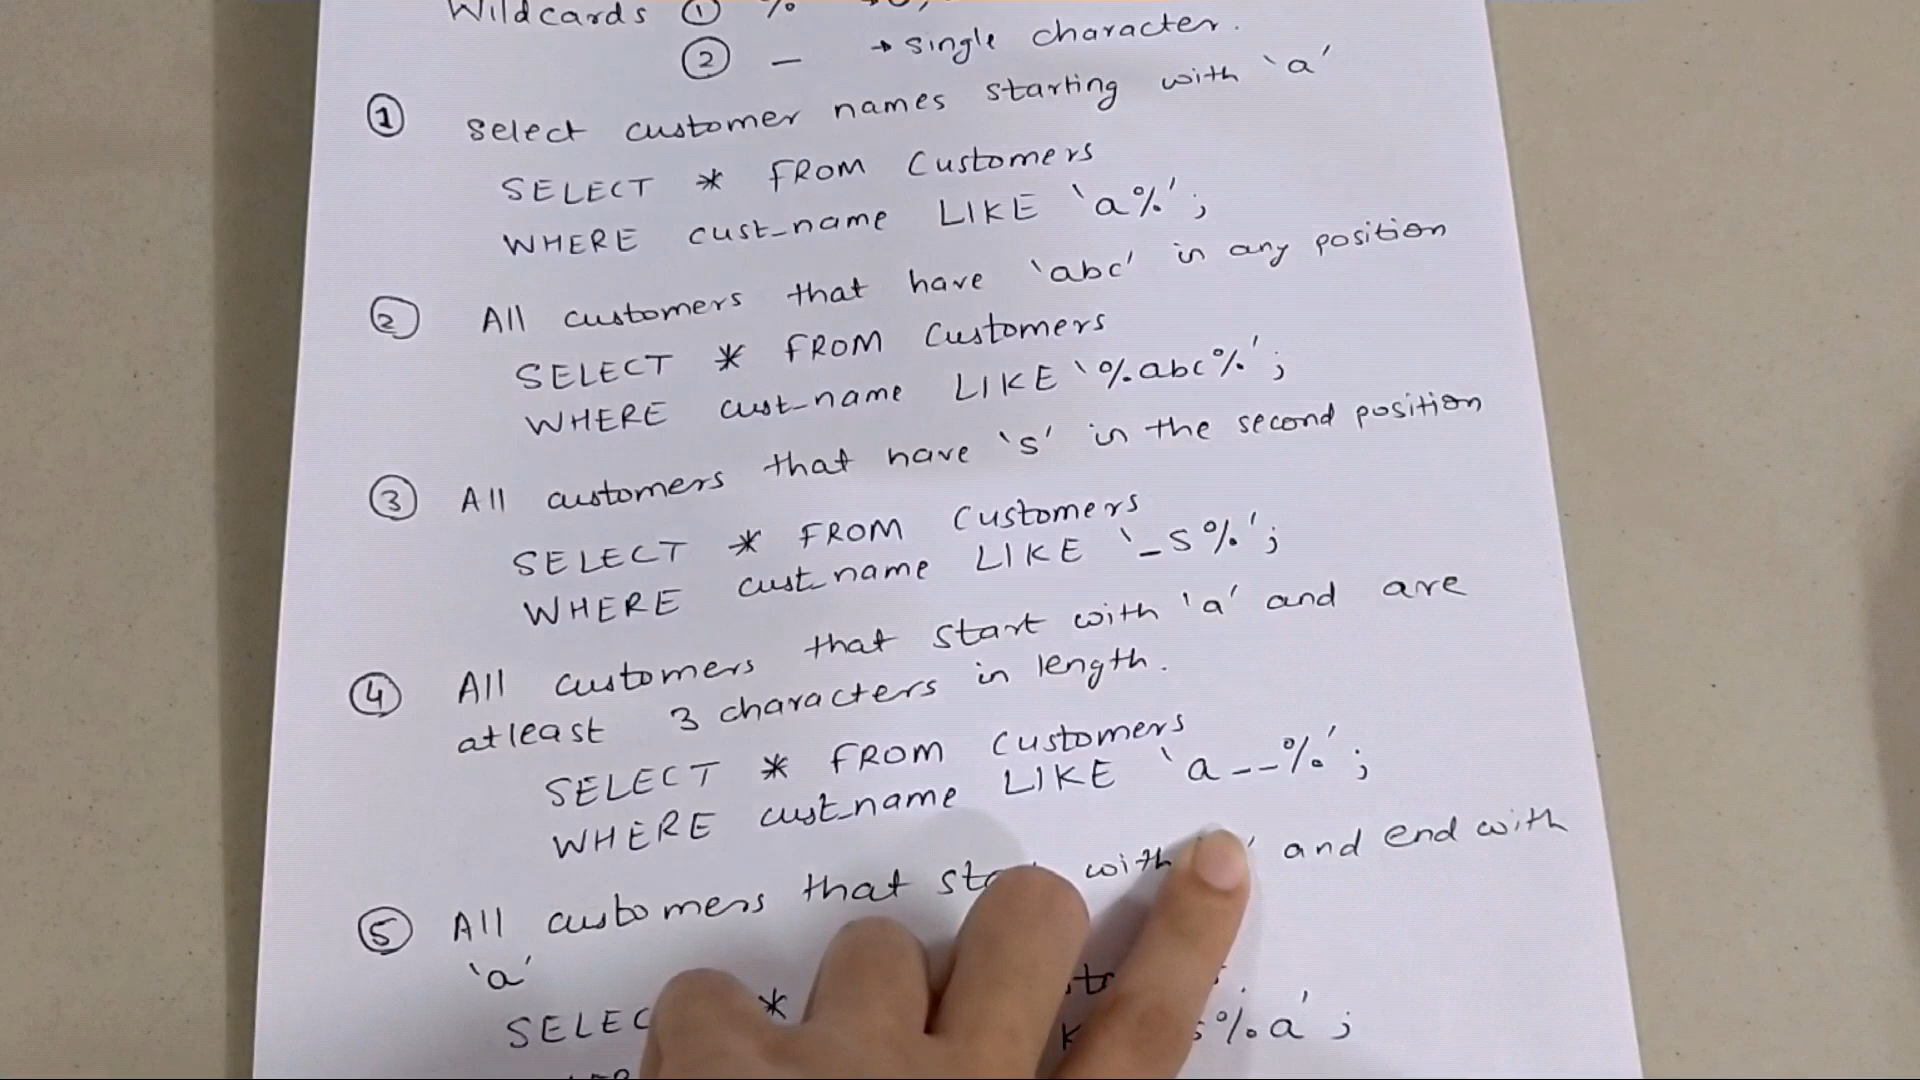 Wildcards ① %
② _ → single character.
① Select customer names starting with 'a'
SELECT * FROM Customers
WHERE cust_name LIKE 'a%';
② All customers that have 'abc' in any position
SELECT * FROM Customers
WHERE cust_name LIKE '%abc%';
③ All customers that have 's' in the second position
SELECT * FROM Customers
WHERE cust_name LIKE '_s%';
④ All customers that start with 'a' and are
atleast 3 characters in length.
SELECT * FROM Customers
WHERE cust_name LIKE 'a__%';
⑤ All customers that with and end with
'a'
SELEC *
%a';